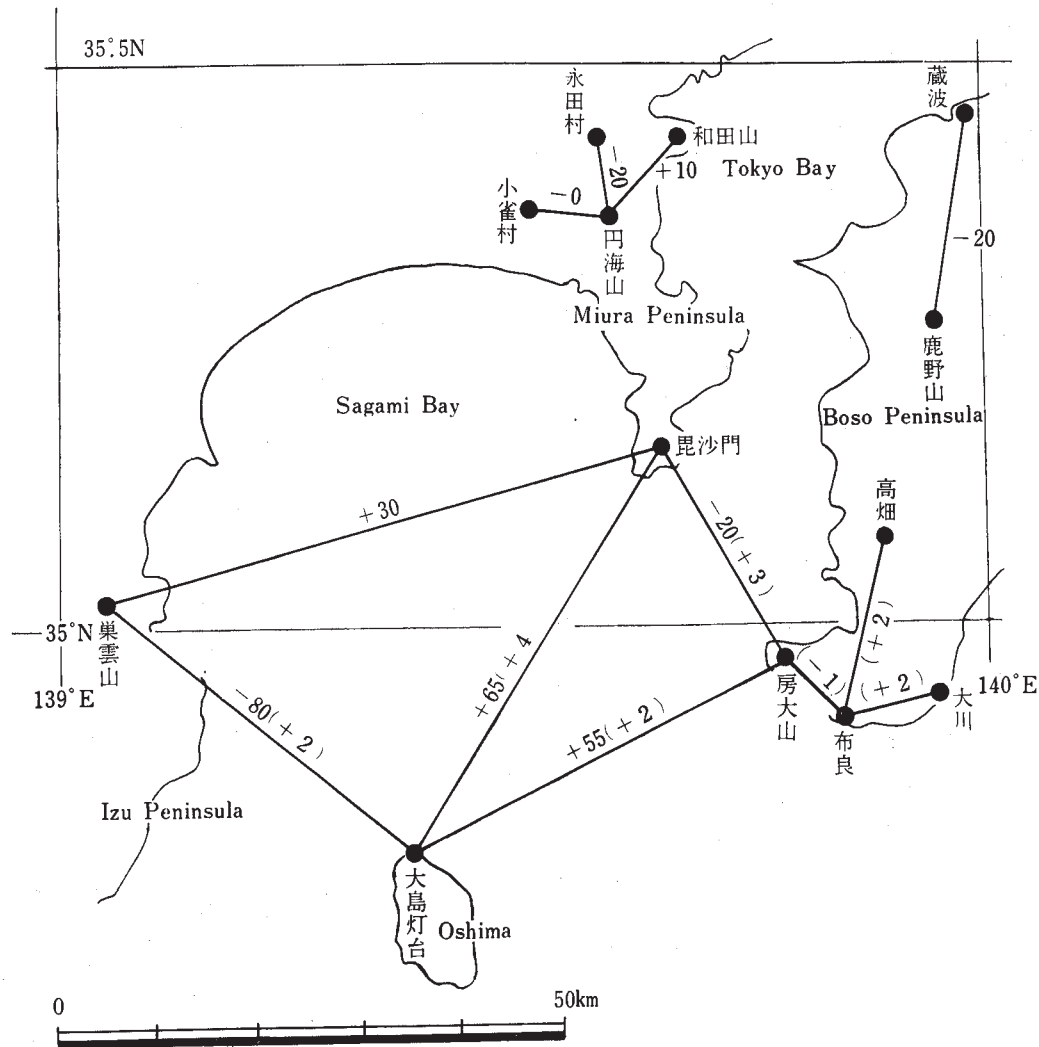 35°.5N
永田村
蔵波
和田山
-20
+10
Tokyo Bay
小雀村
-0
円海山
-20
Miura Peninsula
鹿野山
Sagami Bay
Boso Peninsula
毘沙門
高畑
+30
-20(+3)
35°N
巣雲山
139°E
+65(+4
(+2)
(-1)
(+2)
140°E
房大山
大川
布良
-80(+2)
+55(+2)
Izu Peninsula
大島灯台
Oshima
0
50km